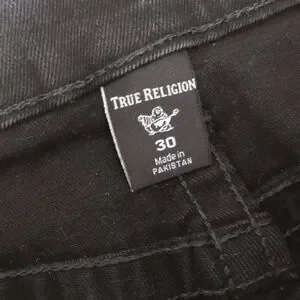 TRUE RELIGION
30
Made in
PAKISTAN